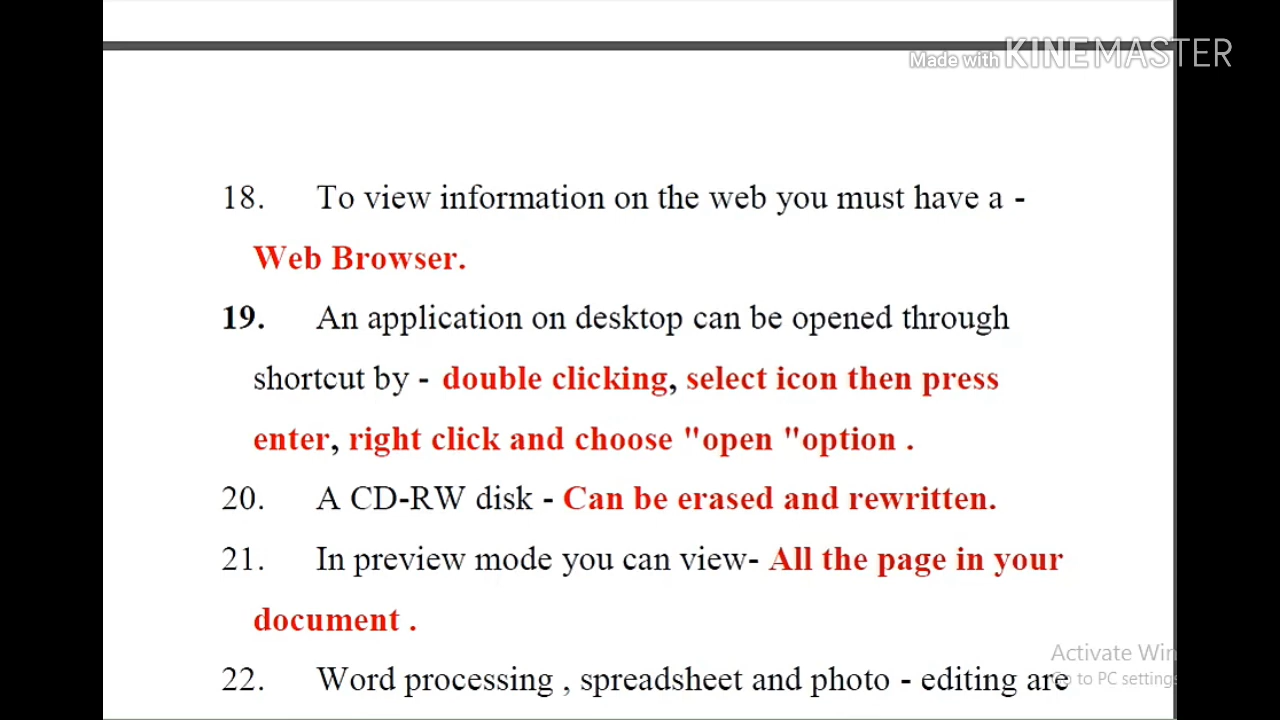 Made with KINEMASTER
18. To view information on the web you must have a -
Web Browser.
19. An application on desktop can be opened through
shortcut by - double clicking, select icon then press
enter, right click and choose "open "option .
20. A CD-RW disk - Can be erased and rewritten.
21. In preview mode you can view- All the page in your
document .
Activate Win
Go to PC settings
22. Word processing , spreadsheet and photo - editing are